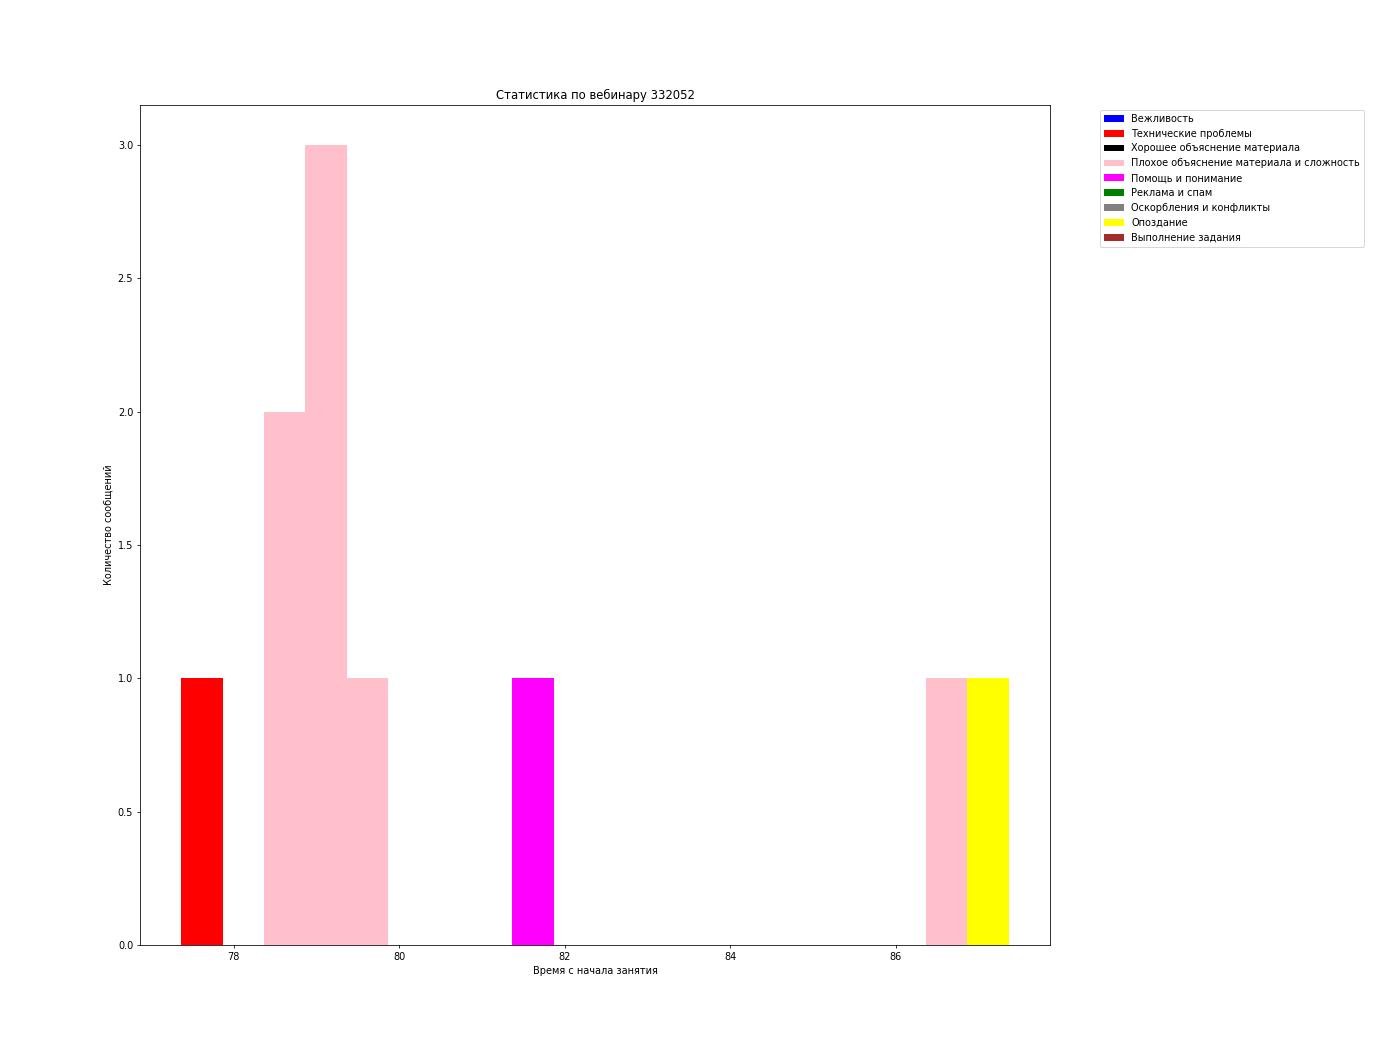 Статистика по вебинару 332052
Вежливость
Технические проблемы
Хорошее объяснение материала
Плохое объяснение материала и сложность
Помощь и понимание
Реклама и спам
Оскорбления и конфликты
Опоздание
Выполнение задания
Количество сообщений
3.0
2.5
2.0
1.5
1.0
0.5
0.0
78 80 82 84 86
Время с начала занятия